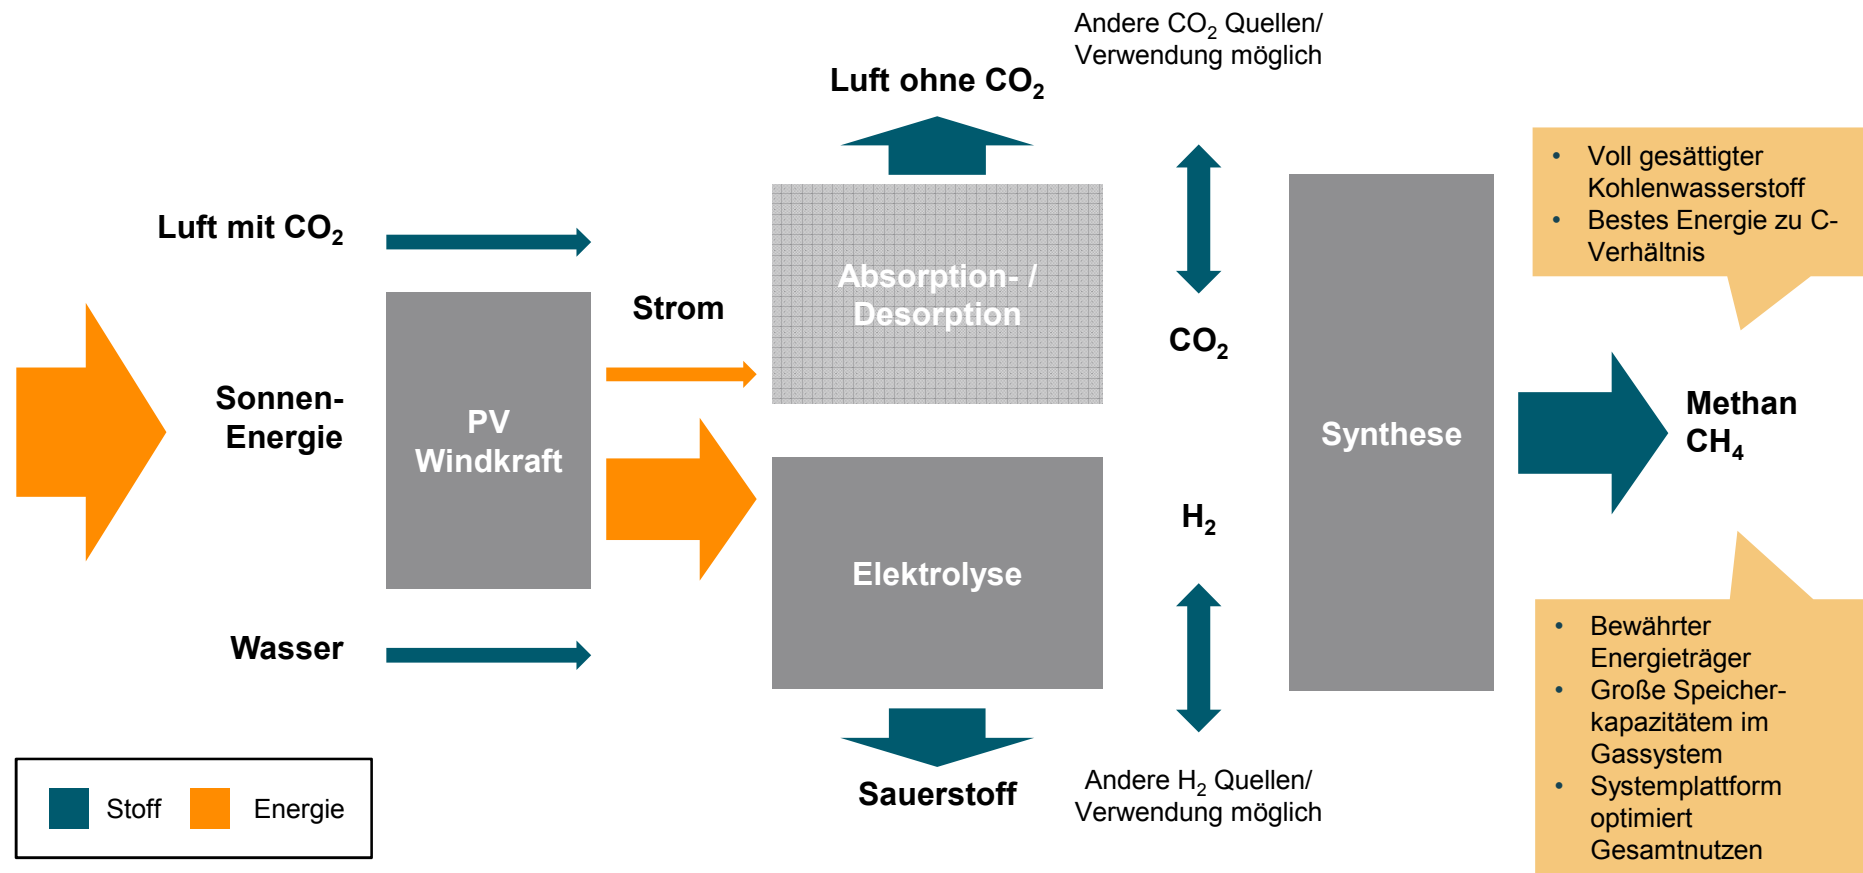 Andere CO₂ Quellen/
Verwendung möglich
Luft ohne CO₂
Luft mit CO₂
Sonnen-
Energie
Wasser
PV
Windkraft
Strom
Absorption- /
Desorption
Elektrolyse
Sauerstoff
CO₂
H₂
Andere H₂ Quellen/
Verwendung möglich
Synthese
Methan
CH₄
• Voll gesättigter
Kohlenwasserstoff
• Bestes Energie zu C-
Verhältnis
• Bewährter
Energieträger
• Große Speicher-
kapazitätem im
Gassystem
• Systemplattform
optimiert
Gesamtnutzen
Stoff
Energie